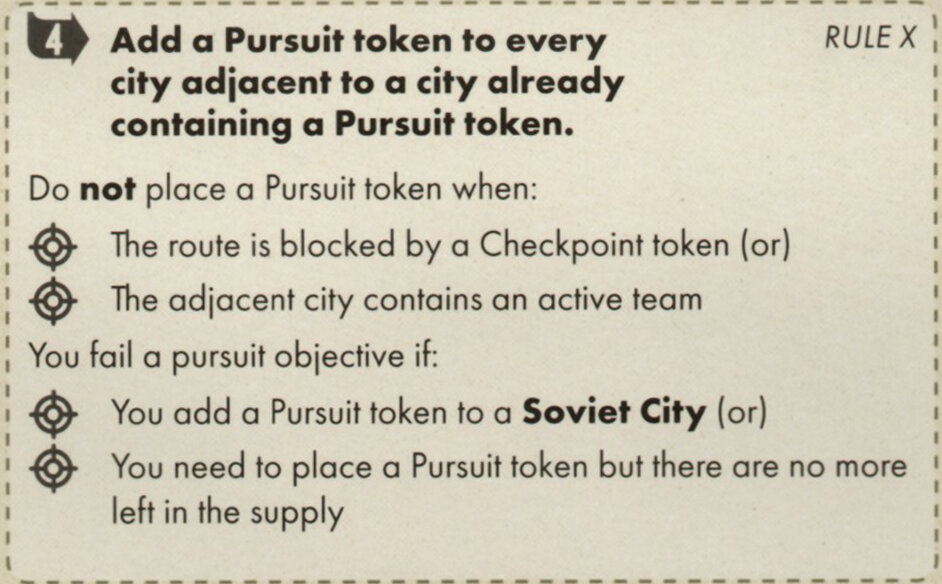 4 Add a Pursuit token to every RULE X
city adjacent to a city already
containing a Pursuit token.
Do not place a Pursuit token when:
The route is blocked by a Checkpoint token (or)
The adjacent city contains an active team
You fail a pursuit objective if:
You add a Pursuit token to a Soviet City (or)
You need to place a Pursuit token but there are no more
left in the supply